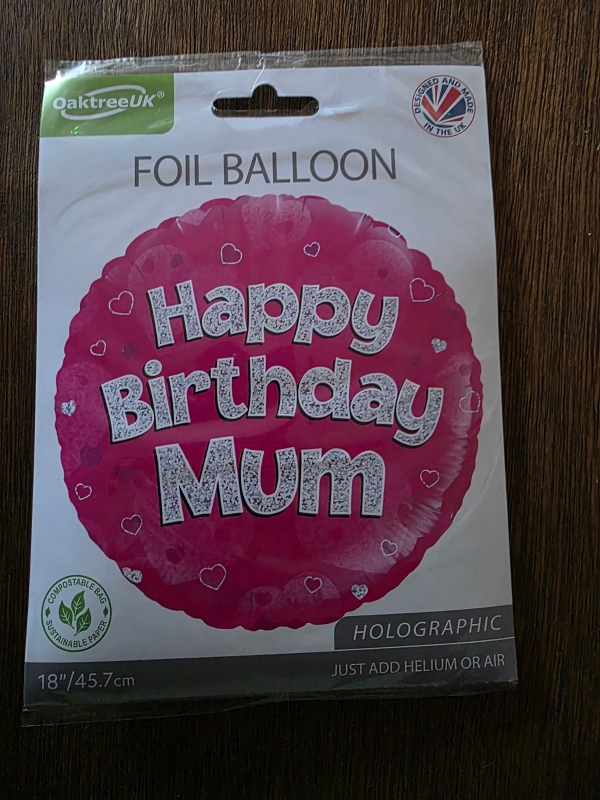 OaktreeUK®
DESIGNED AND MADE
IN THE UK
FOIL BALLOON
Happy
Birthday
Mum
COMPOSTABLE BAG
SUSTAINABLE PAPER
HOLOGRAPHIC
18"/45.7cm
JUST ADD HELIUM OR AIR